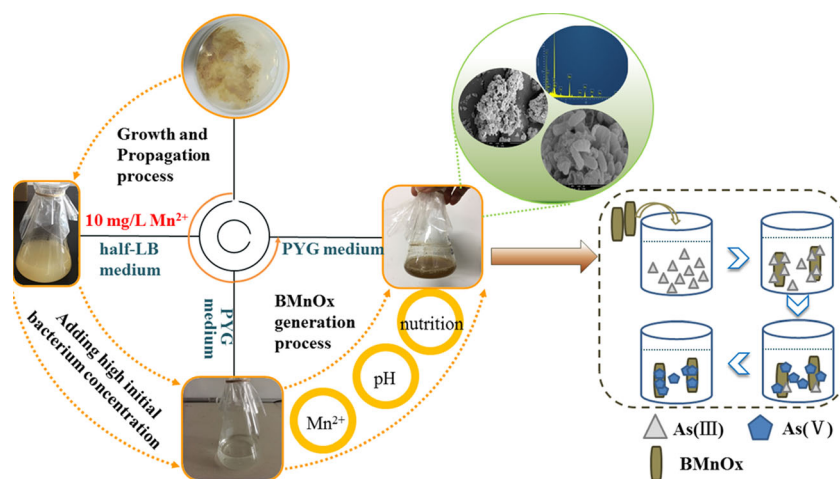 Growth and
Propagation
process
10 mg/L Mn²⁺
half-LB
medium
PYG medium
PYG
medium
BMnOx
generation
process
nutrition
pH
Mn²⁺
Adding high initial
bacterium concentration
As(III)
As(V)
BMnOx